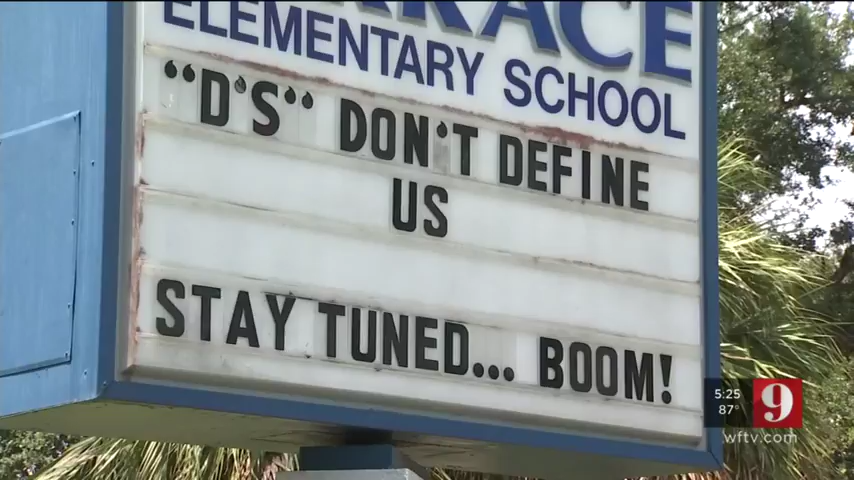 ELEMENTARY SCHOOL
"D'S" DON'T DEFINE
US
STAY TUNED... BOOM!
5:25
87°
9
wftv.com